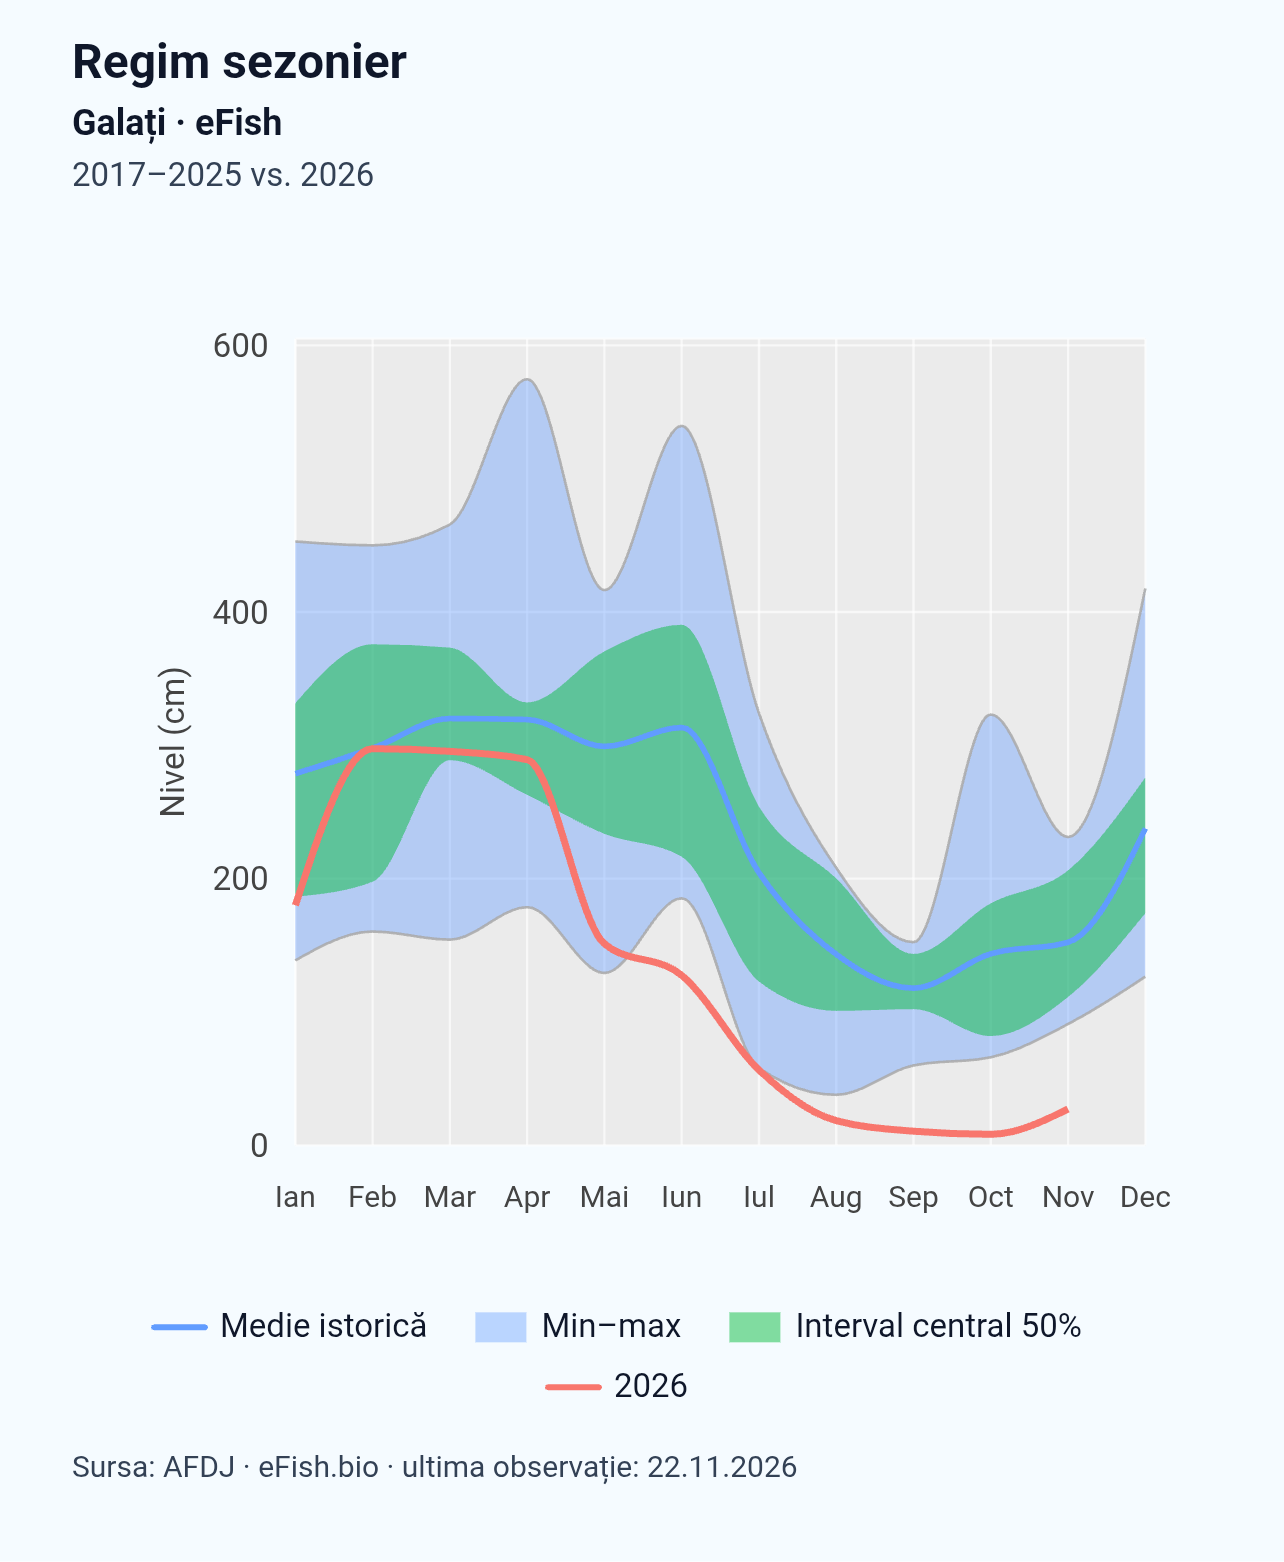 Regim sezonier
Galați · eFish
2017–2025 vs. 2026
600
400
200
0
Nivel (cm)
Ian Feb Mar Apr Mai Iun Iul Aug Sep Oct Nov Dec
Medie istorică Min–max Interval central 50%
2026
Sursa: AFDJ · eFish.bio · ultima observație: 22.11.2026